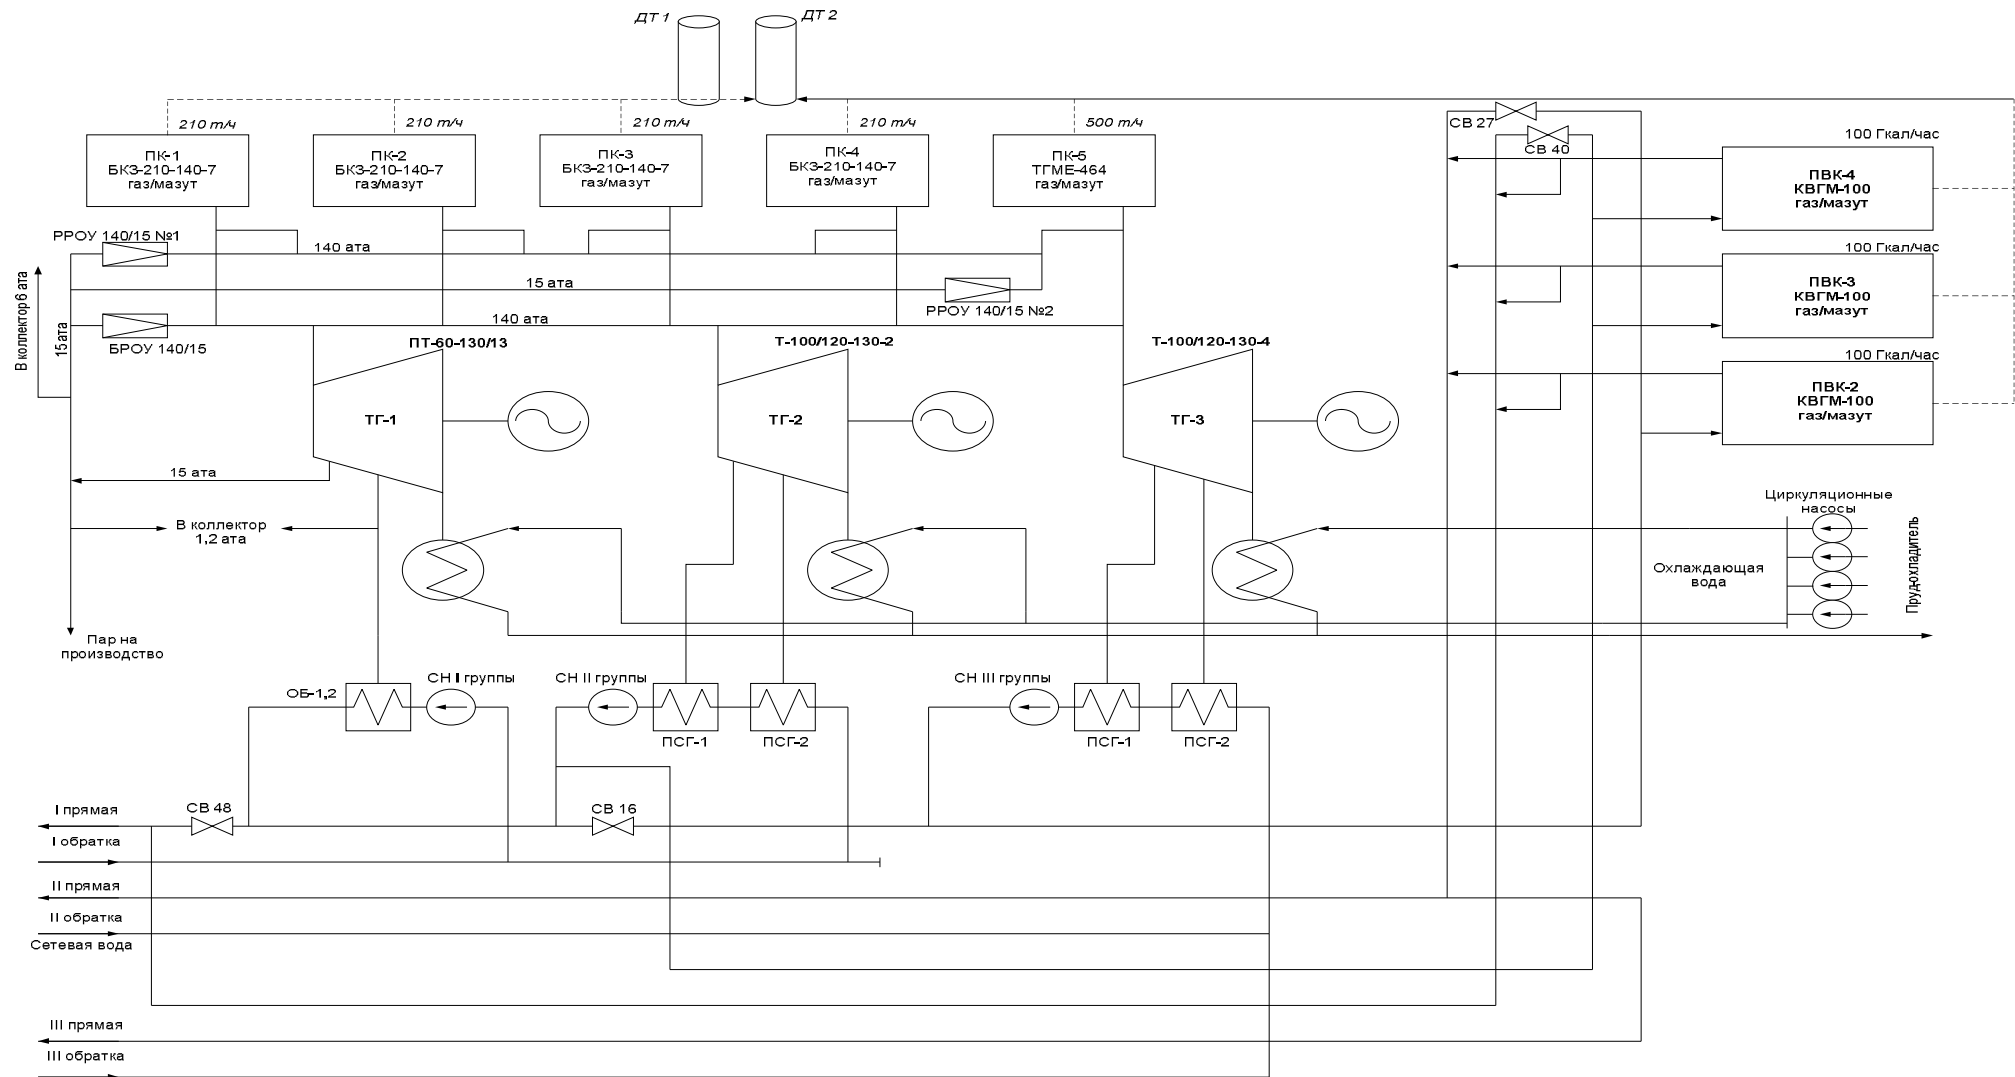 ДТ 1
ДТ 2
210 т/ч
210 т/ч
210 т/ч
210 т/ч
500 т/ч
ПК-1
БКЗ-210-140-7
газ/мазут
ПК-2
БКЗ-210-140-7
газ/мазут
ПК-3
БКЗ-210-140-7
газ/мазут
ПК-4
БКЗ-210-140-7
газ/мазут
ПК-5
ТГМЕ-464
газ/мазут
СВ 27
СВ 40
100 Гкал/час
ПВК-4
КВГМ-100
газ/мазут
100 Гкал/час
ПВК-3
КВГМ-100
газ/мазут
100 Гкал/час
ПВК-2
КВГМ-100
газ/мазут
РРОУ 140/15 №1
140 ата
15 ата
РРОУ 140/15 №2
140 ата
БРОУ 140/15
В коллектор 6 ата
15 ата
ПТ-60-130/13
Т-100/120-130-2
Т-100/120-130-4
ТГ-1
ТГ-2
ТГ-3
15 ата
В коллектор
1,2 ата
Циркуляционные
насосы
Охлаждающая
вода
Пруд-охладитель
Пар на
производство
ОБ-1,2
СН I группы
СН II группы
СН III группы
ПСГ-1
ПСГ-2
ПСГ-1
ПСГ-2
I прямая
СВ 48
СВ 16
I обратка
II прямая
II обратка
Сетевая вода
III прямая
III обратка